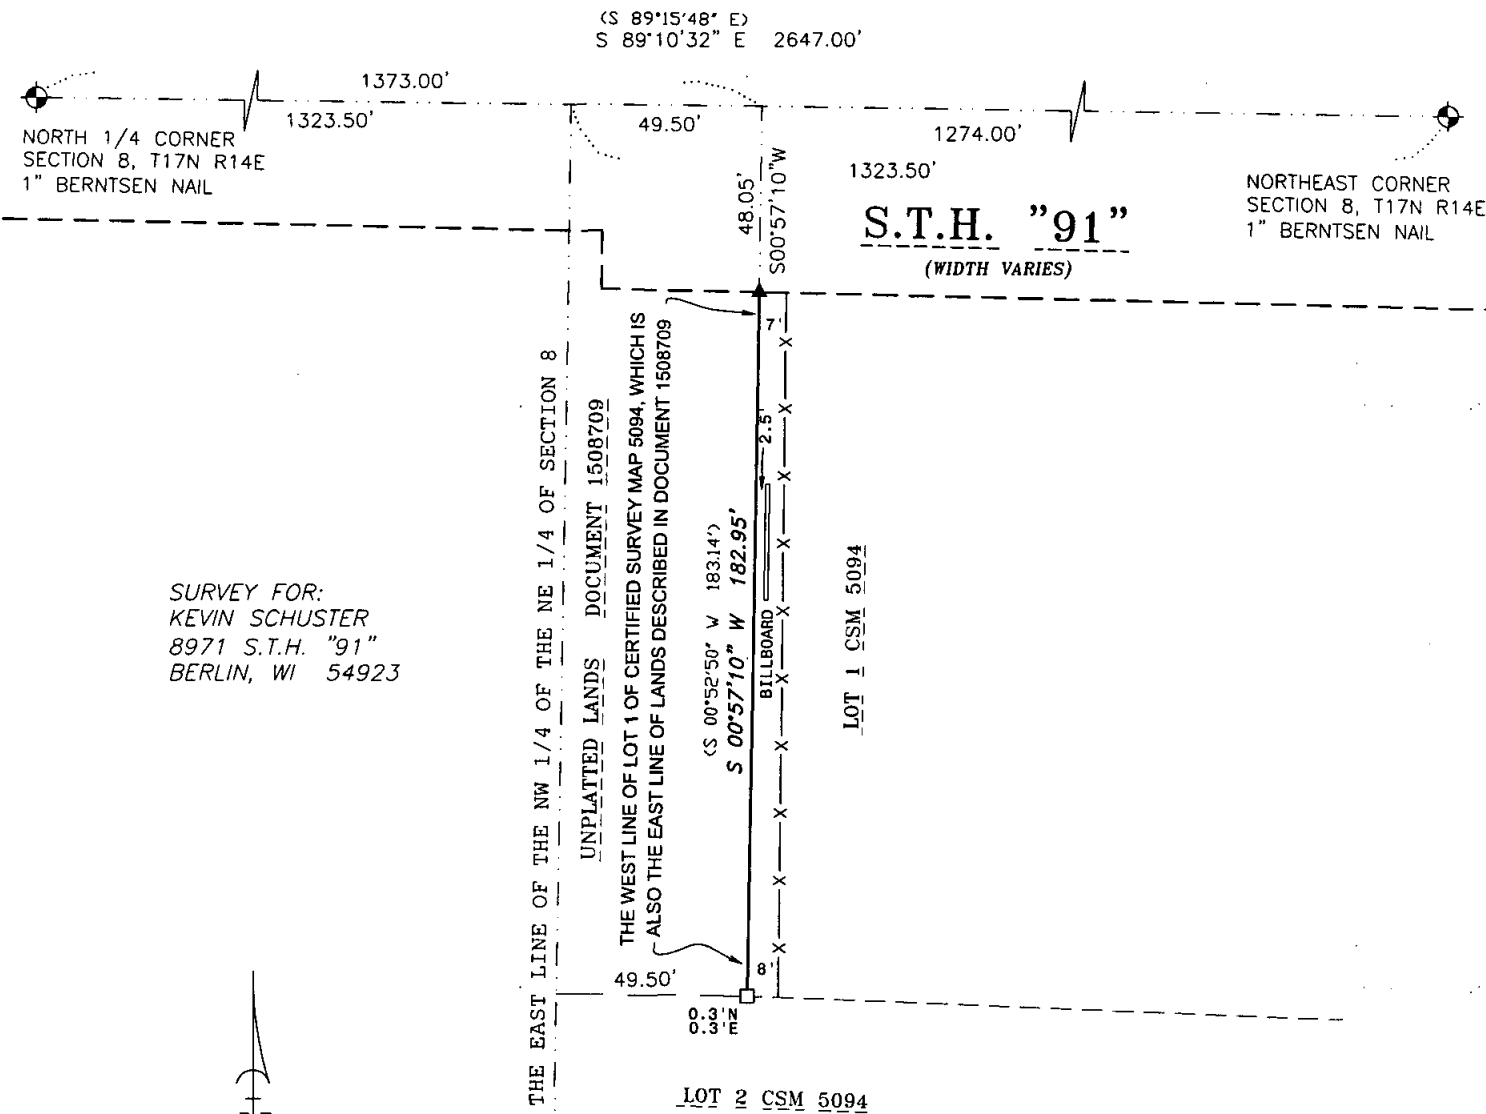 (S 89°15'48" E)
S 89°10'32" E 2647.00'
1373.00'
1323.50'
49.50'
1274.00'
1323.50'
NORTH 1/4 CORNER
SECTION 8, T17N R14E
1" BERNTSEN NAIL
NORTHEAST CORNER
SECTION 8, T17N R14E
1" BERNTSEN NAIL
48.05'
S00°57'10"W
S.T.H. "91"
(WIDTH VARIES)
7'
2.5'
THE EAST LINE OF THE NW 1/4 OF THE NE 1/4 OF SECTION 8
UNPLATTED LANDS DOCUMENT 1508709
THE WEST LINE OF LOT 1 OF CERTIFIED SURVEY MAP 5094, WHICH IS
ALSO THE EAST LINE OF LANDS DESCRIBED IN DOCUMENT 1508709
(S 00°52'50" W 183.14')
S 00°57'10" W 182.95'
BILLBOARD
LOT 1 CSM 5094
SURVEY FOR:
KEVIN SCHUSTER
8971 S.T.H. "91"
BERLIN, WI 54923
49.50'
8'
0.3'N
0.3'E
LOT 2 CSM 5094